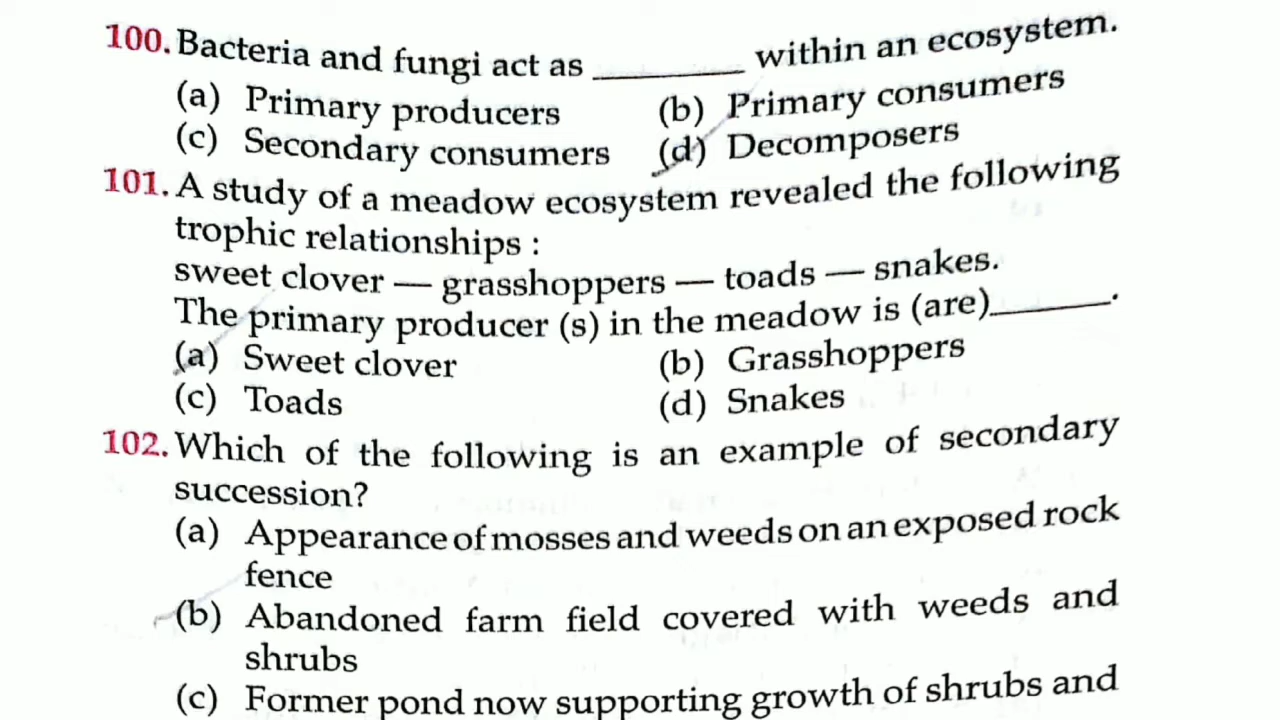 100. Bacteria and fungi act as ________ within an ecosystem.
(a) Primary producers (b) Primary consumers
(c) Secondary consumers (d) Decomposers
101. A study of a meadow ecosystem revealed the following
trophic relationships :
sweet clover — grasshoppers — toads — snakes.
The primary producer (s) in the meadow is (are)______.
(a) Sweet clover (b) Grasshoppers
(c) Toads (d) Snakes
102. Which of the following is an example of secondary
succession?
(a) Appearance of mosses and weeds on an exposed rock
fence
(b) Abandoned farm field covered with weeds and
shrubs
(c) Former pond now supporting growth of shrubs and